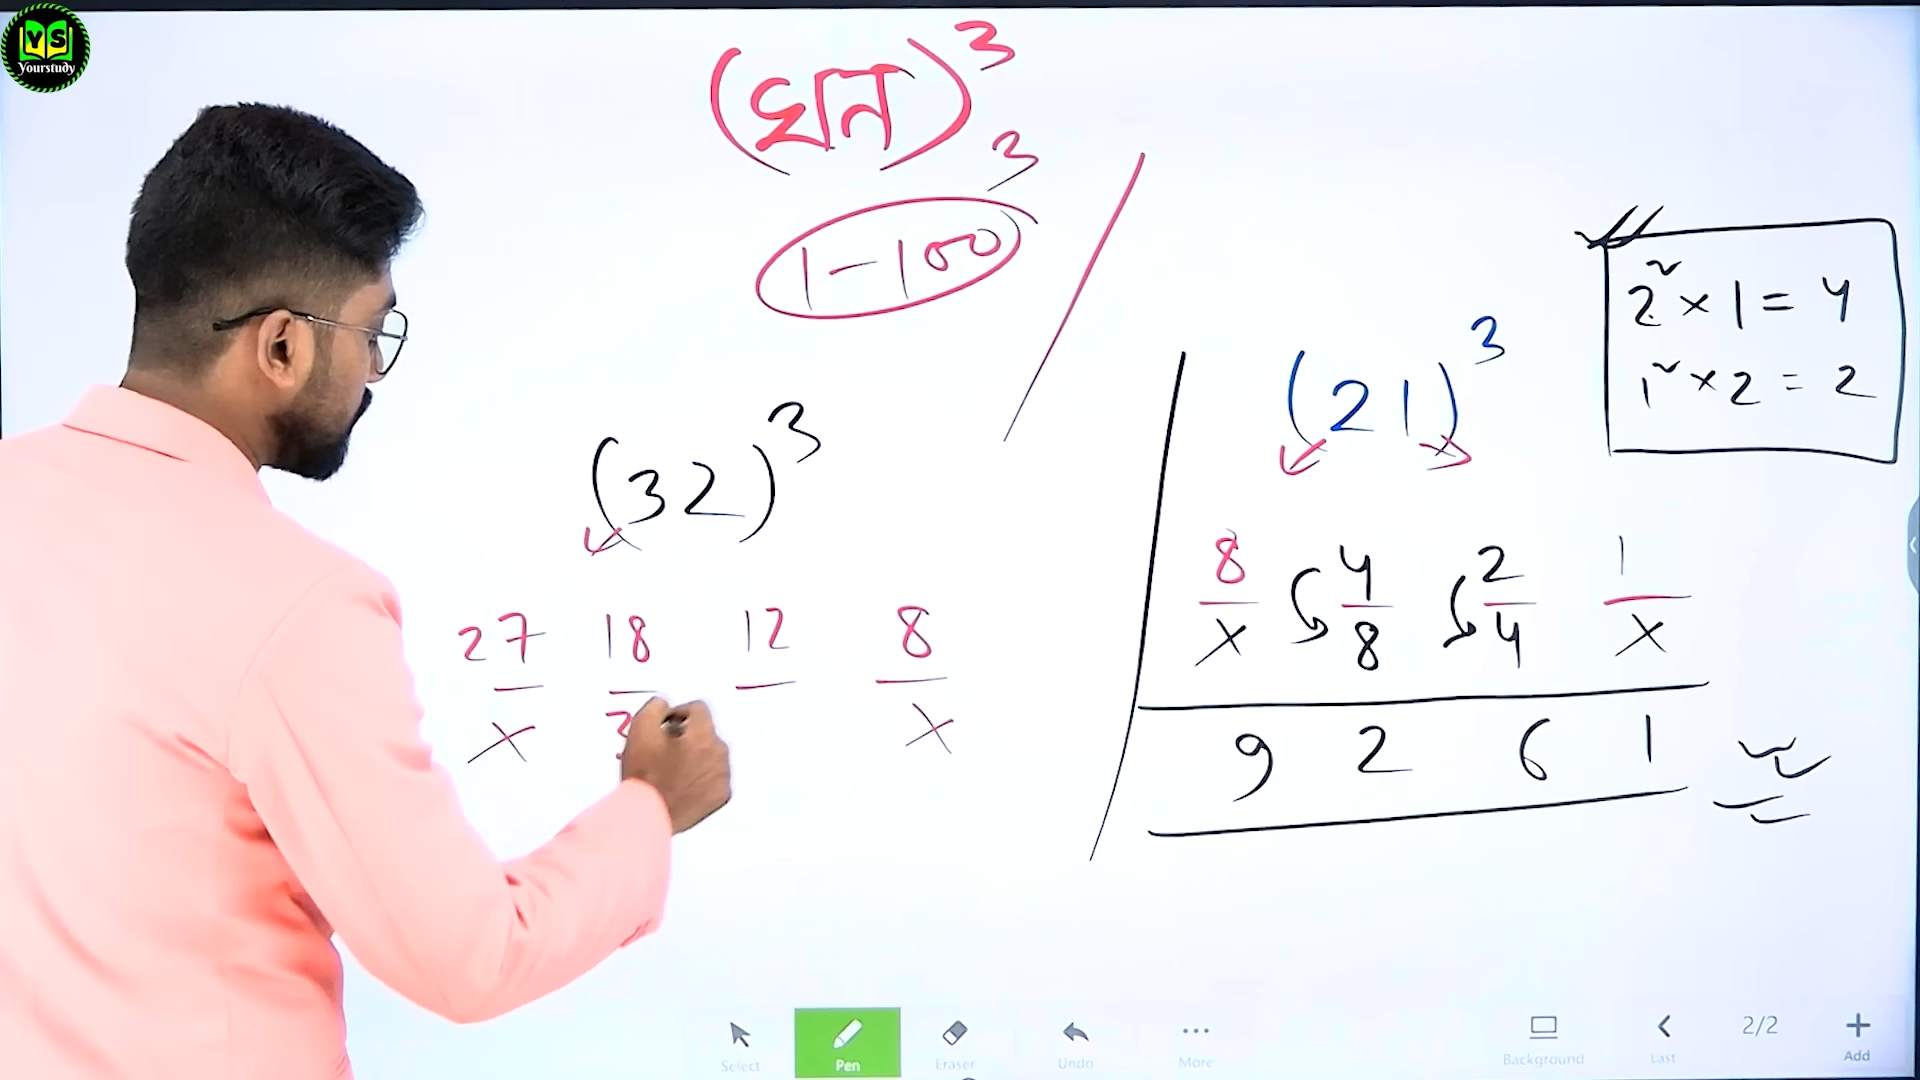 YS
Yourstudy
(घन)³
1-100 3
(32)³
27 18 12 8
x 3 x
(21)³
8 4 2 1
x 8 4 x
9 2 6 1
2² × 1 = 4
1² × 2 = 2
Select Pen Eraser Undo More Background Last 2/2 Add